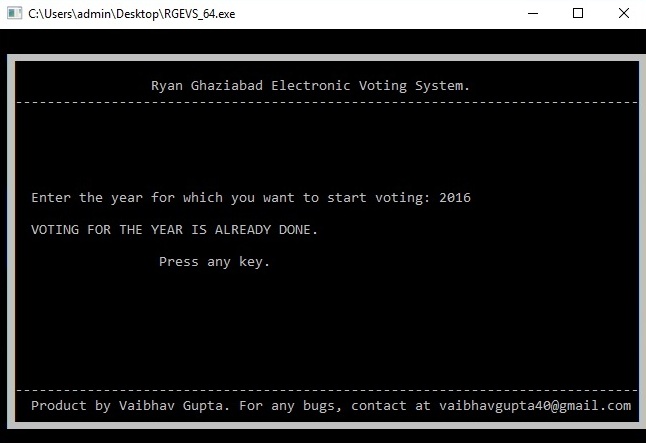 C:\Users\admin\Desktop\RGEVS_64.exe
Ryan Ghaziabad Electronic Voting System.
Enter the year for which you want to start voting: 2016
VOTING FOR THE YEAR IS ALREADY DONE.
Press any key.
Product by Vaibhav Gupta. For any bugs, contact at vaibhavgupta40@gmail.com